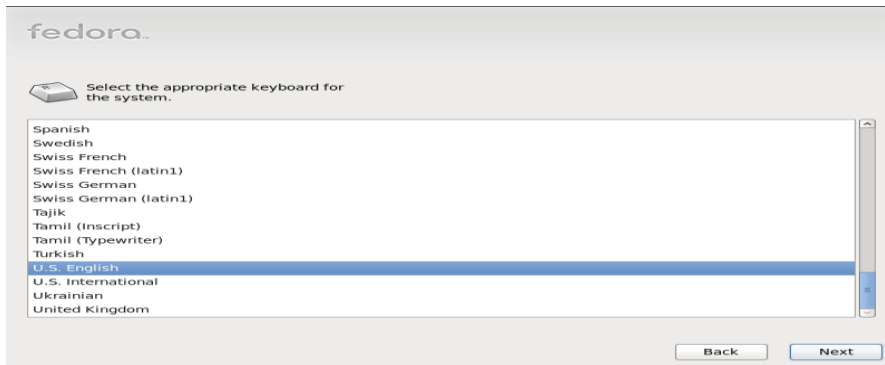 fedora
Select the appropriate keyboard for
the system.
Spanish
Swedish
Swiss French
Swiss French (latin1)
Swiss German
Swiss German (latin1)
Tajik
Tamil (Inscript)
Tamil (Typewriter)
Turkish
U.S. English
U.S. International
Ukrainian
United Kingdom
Back Next